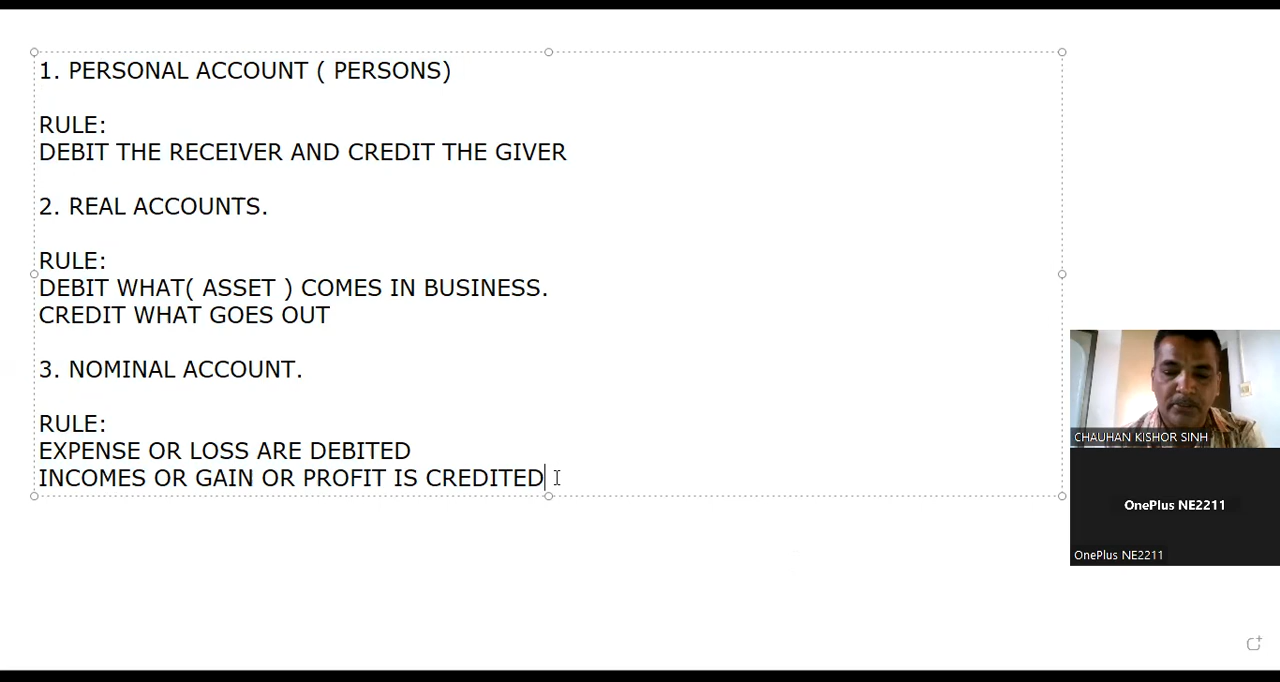 1. PERSONAL ACCOUNT ( PERSONS)
RULE:
DEBIT THE RECEIVER AND CREDIT THE GIVER
2. REAL ACCOUNTS.
RULE:
DEBIT WHAT( ASSET ) COMES IN BUSINESS.
CREDIT WHAT GOES OUT
3. NOMINAL ACCOUNT.
RULE:
EXPENSE OR LOSS ARE DEBITED
INCOMES OR GAIN OR PROFIT IS CREDITED
CHAUHAN KISHOR SINH
OnePlus NE2211
OnePlus NE2211